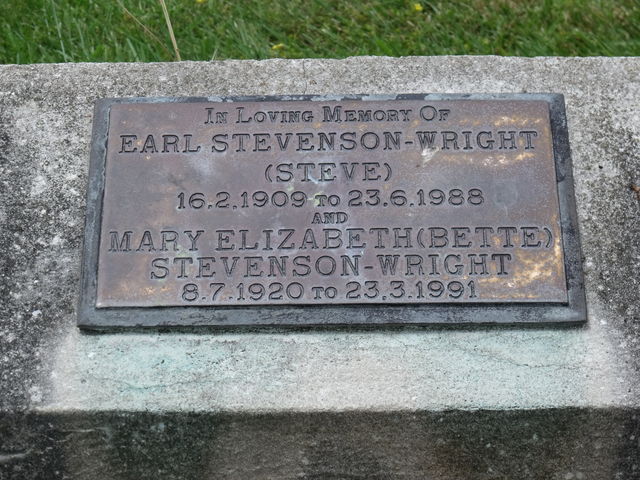 In Loving Memory Of
EARL STEVENSON-WRIGHT
(STEVE)
16.2.1909 TO 23.6.1988
AND
MARY ELIZABETH(BETTE)
STEVENSON-WRIGHT
8.7.1920 TO 23.3.1991